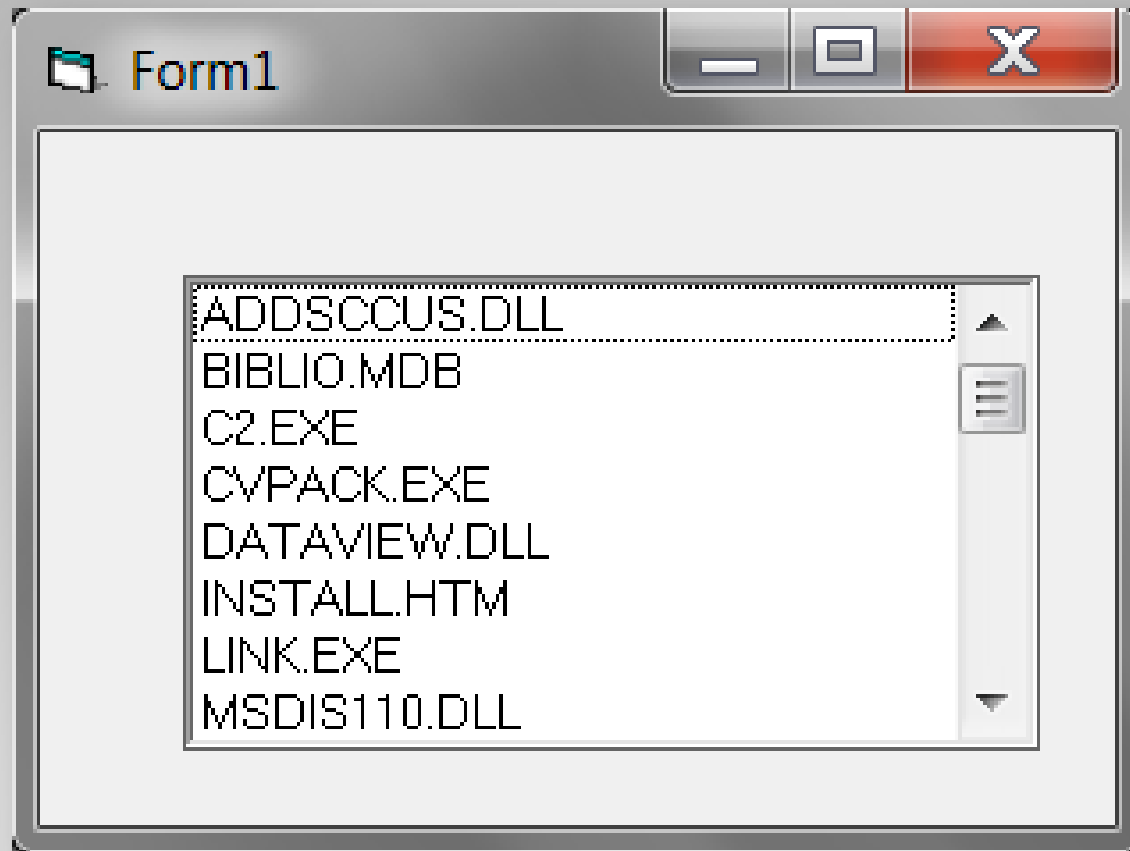 Form1
ADDSCCUS.DLL
BIBLIO.MDB
C2.EXE
CVPACK.EXE
DATAVIEW.DLL
INSTALL.HTM
LINK.EXE
MSDIS110.DLL